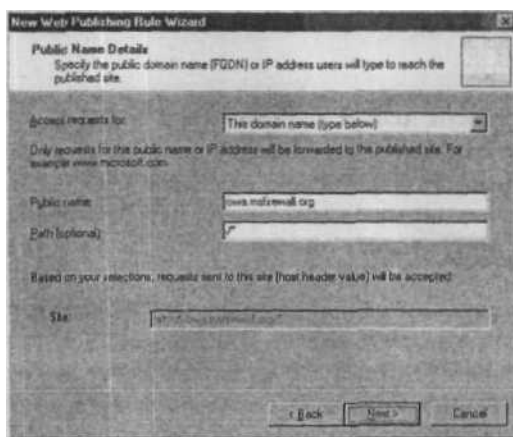 New Web Publishing Rule Wizard
Public Name Details
Specify the public domain name (FQDN) or IP address users will type to reach the
published site.
Access requests for:
This domain name (type below)
Only requests for this public name or IP address will be forwarded to the published site. For
example www.microsoft.com.
Public name:
owa.msfirewall.org
Path (optional):
/*
Based on your selections, requests sent to this site (host header value) will be accepted:
Site:
< Back
Next >
Cancel